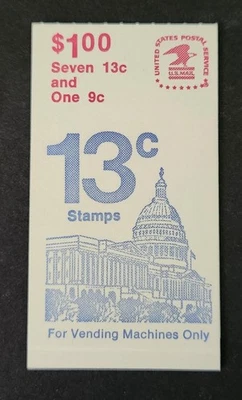 $1.00
Seven 13c
and
One 9c
UNITED STATES POSTAL SERVICE
U.S. MAIL
13c
Stamps
For Vending Machines Only